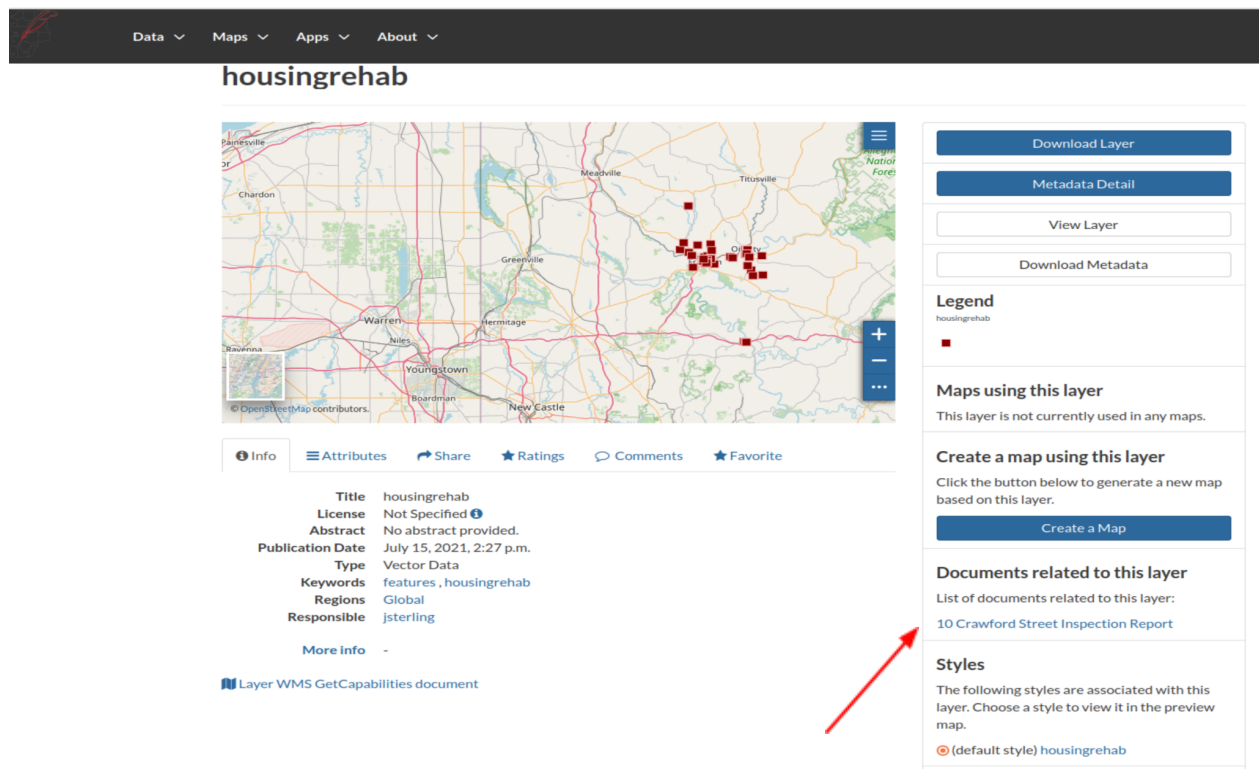 Data Maps Apps About
housingrehab
Painesville
Chardon
Meadville
Titusville
Natio
Fore
Greenville
Warren
Niles
Hermitage
Ravenna
Youngstown
Boardman
New Castle
© OpenStreetMap contributors.
Info Attributes Share Ratings Comments Favorite
Title housingrehab
License Not Specified
Abstract No abstract provided.
Publication Date July 15, 2021, 2:27 p.m.
Type Vector Data
Keywords features , housingrehab
Regions Global
Responsible jsterling
More info -
Layer WMS GetCapabilities document
Download Layer
Metadata Detail
View Layer
Download Metadata
Legend
housingrehab
Maps using this layer
This layer is not currently used in any maps.
Create a map using this layer
Click the button below to generate a new map
based on this layer.
Create a Map
Documents related to this layer
List of documents related to this layer:
10 Crawford Street Inspection Report
Styles
The following styles are associated with this
layer. Choose a style to view it in the preview
map.
(default style) housingrehab